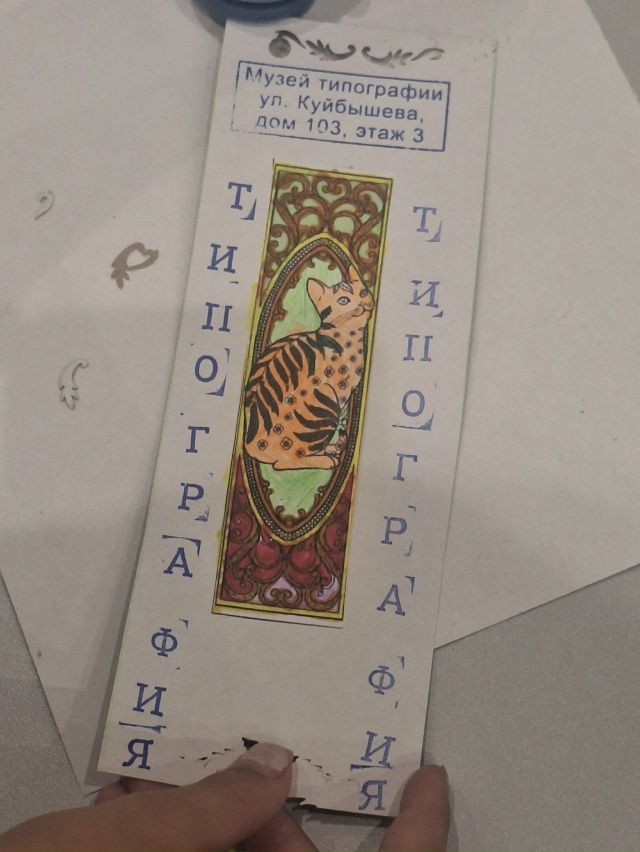 Музей типографии
ул. Куйбышева,
дом 103, этаж 3
ТИПОГРАФИЯ
ТИПОГРАФИЯ